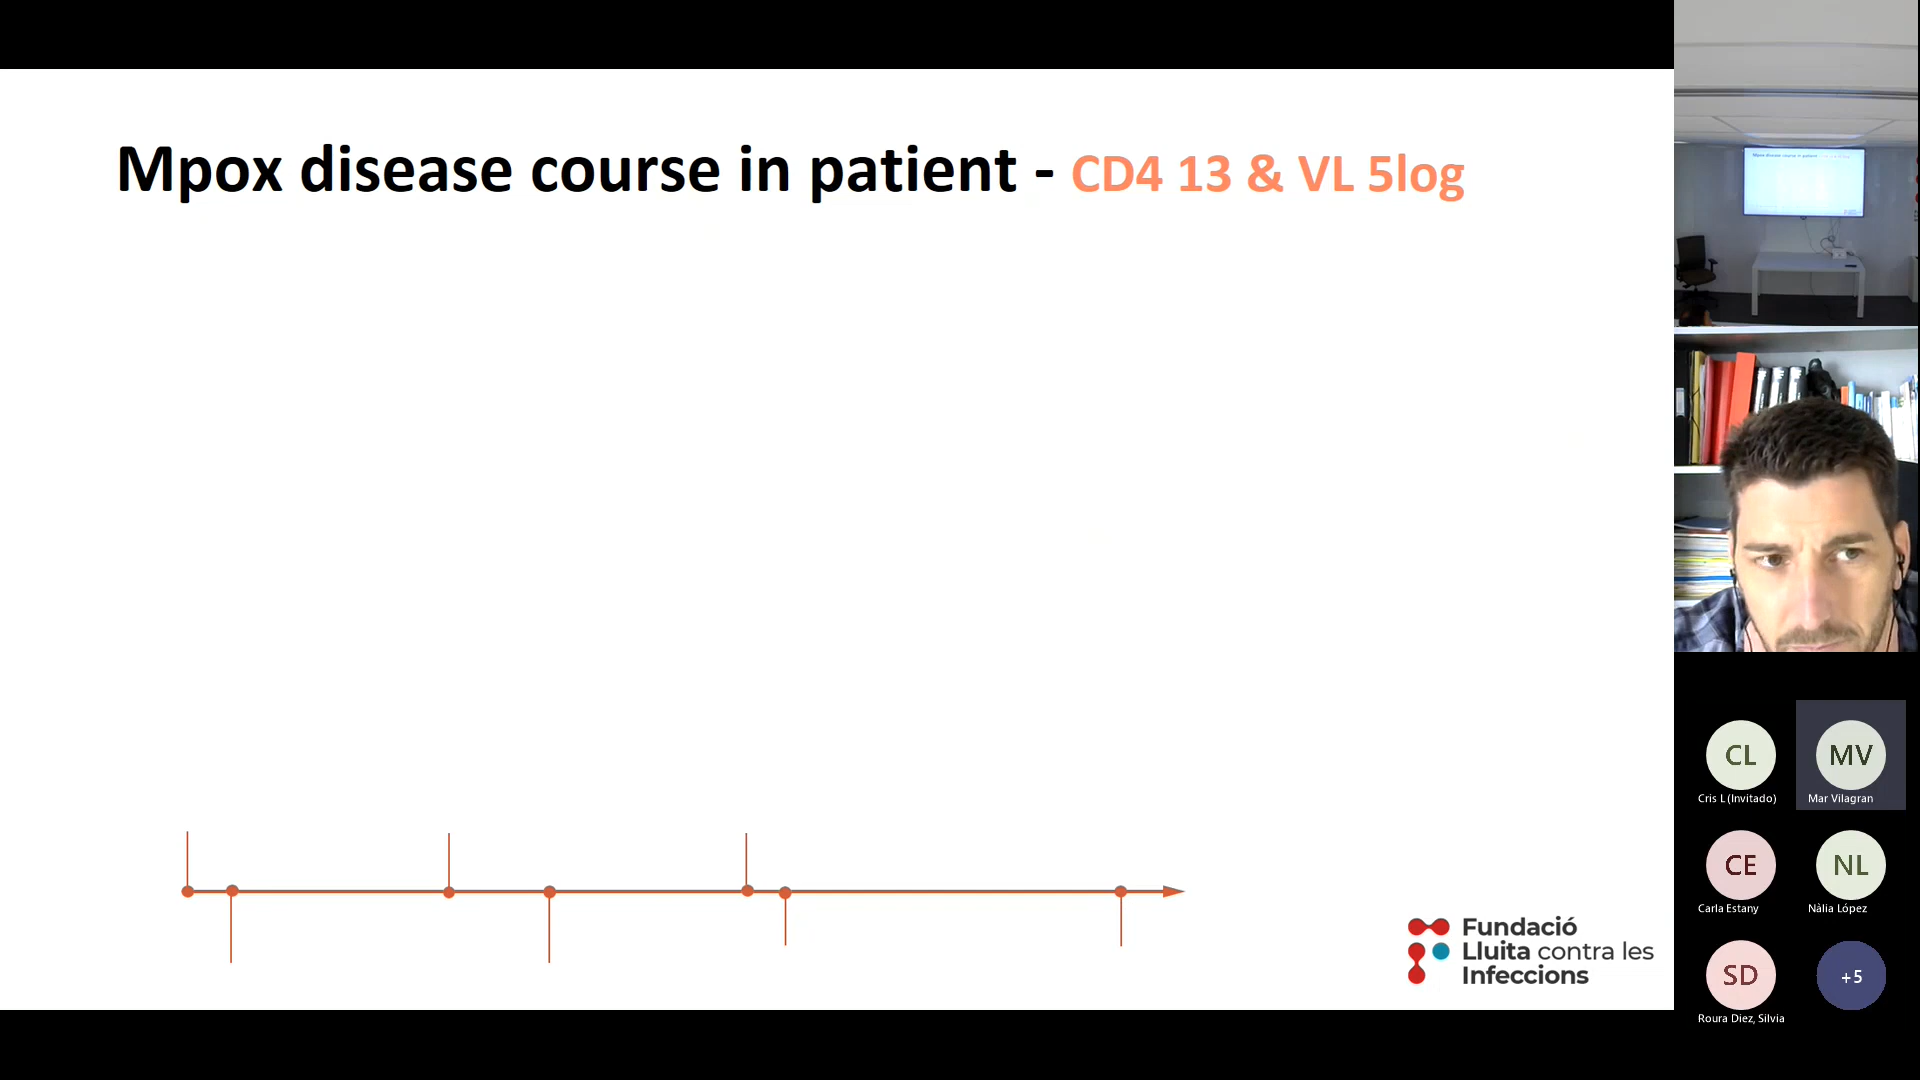 Mpox disease course in patient - CD4 13 & VL 5log
Fundació
Lluita contra les
Infeccions
CL
Cris L (Invitado)
MV
Mar Vilagran
CE
Carla Estany
NL
Nàlia López
SD
Roura Diez, Silvia
+5